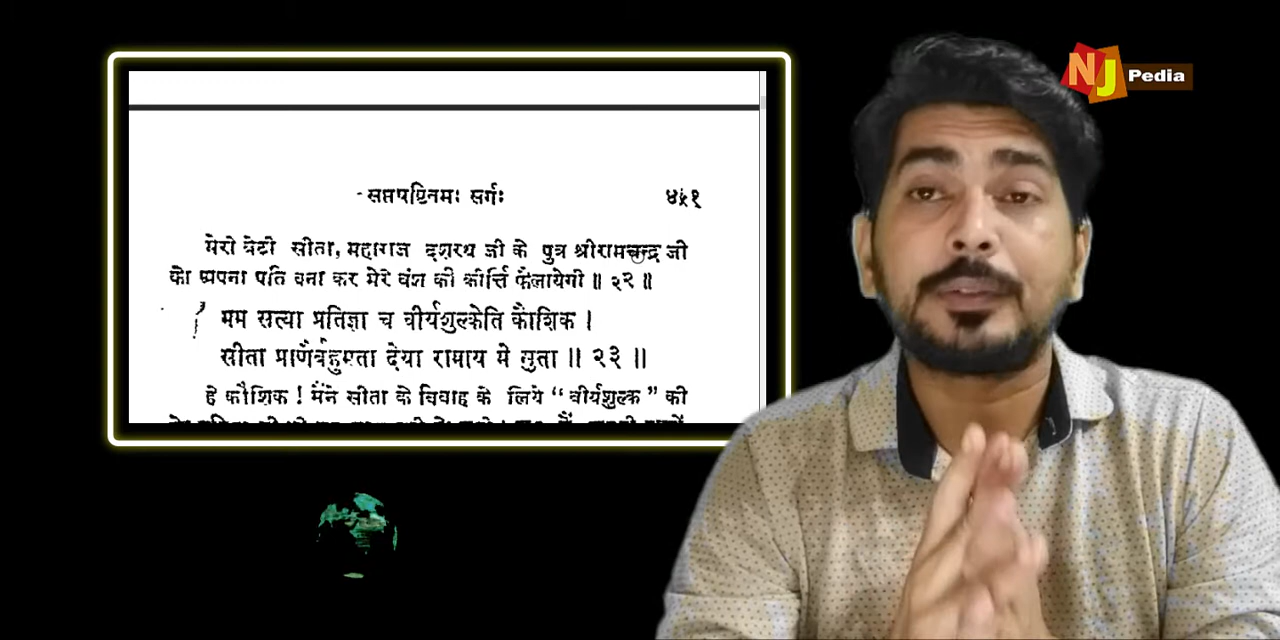 NJ Pedia
सप्तषष्टितमः सर्गः ४५१
मेरी बेटी सीता, महाराज दशरथ जी के पुत्र श्रीरामचन्द्र जी
को अपना पति बना कर मेरे वंश की कीर्त्ति फैलायेगी ॥ २२ ॥
मम सत्या प्रतिज्ञा च वीर्यशुल्केति कौशिक ।
सीता प्राणैर्बहुमता देया रामाय मे सुता ॥ २३ ॥
हे कौशिक ! मैंने सीता के विवाह के लिये “ वीर्यशुल्क ” की